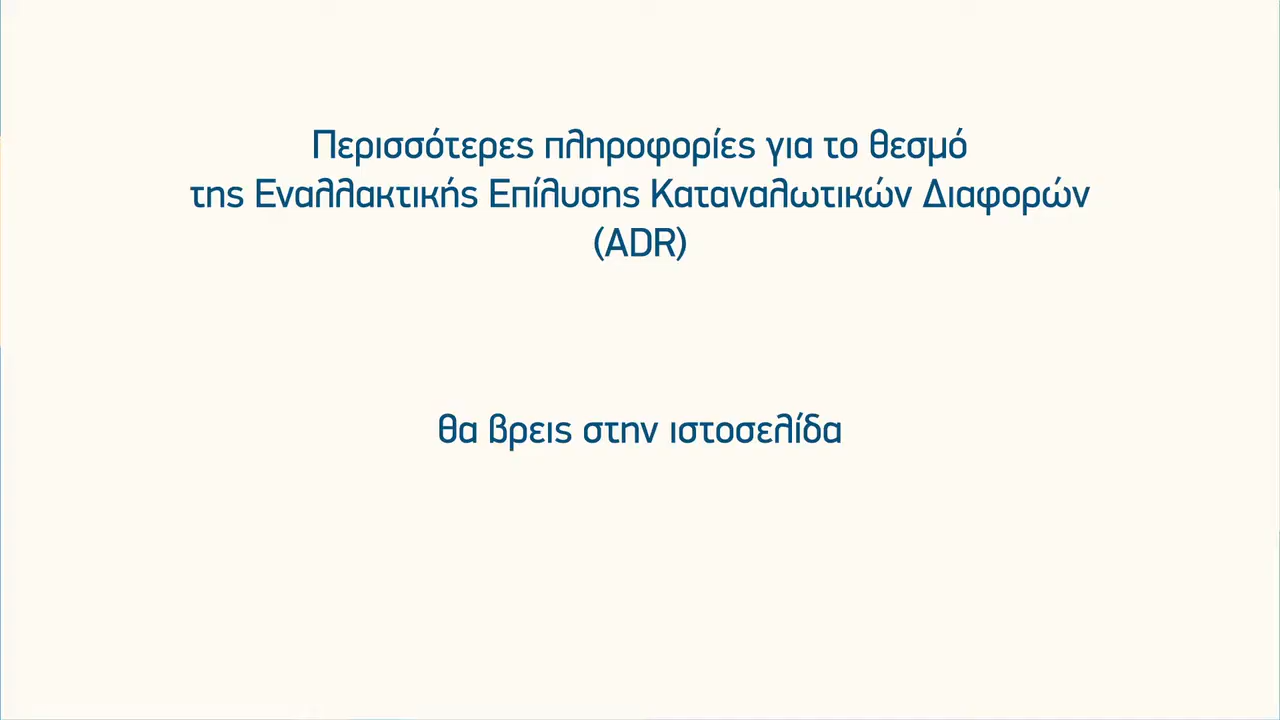 Περισσότερες πληροφορίες για το θεσμό
της Εναλλακτικής Επίλυσης Καταναλωτικών Διαφορών
(ADR)
θα βρεις στην ιστοσελίδα